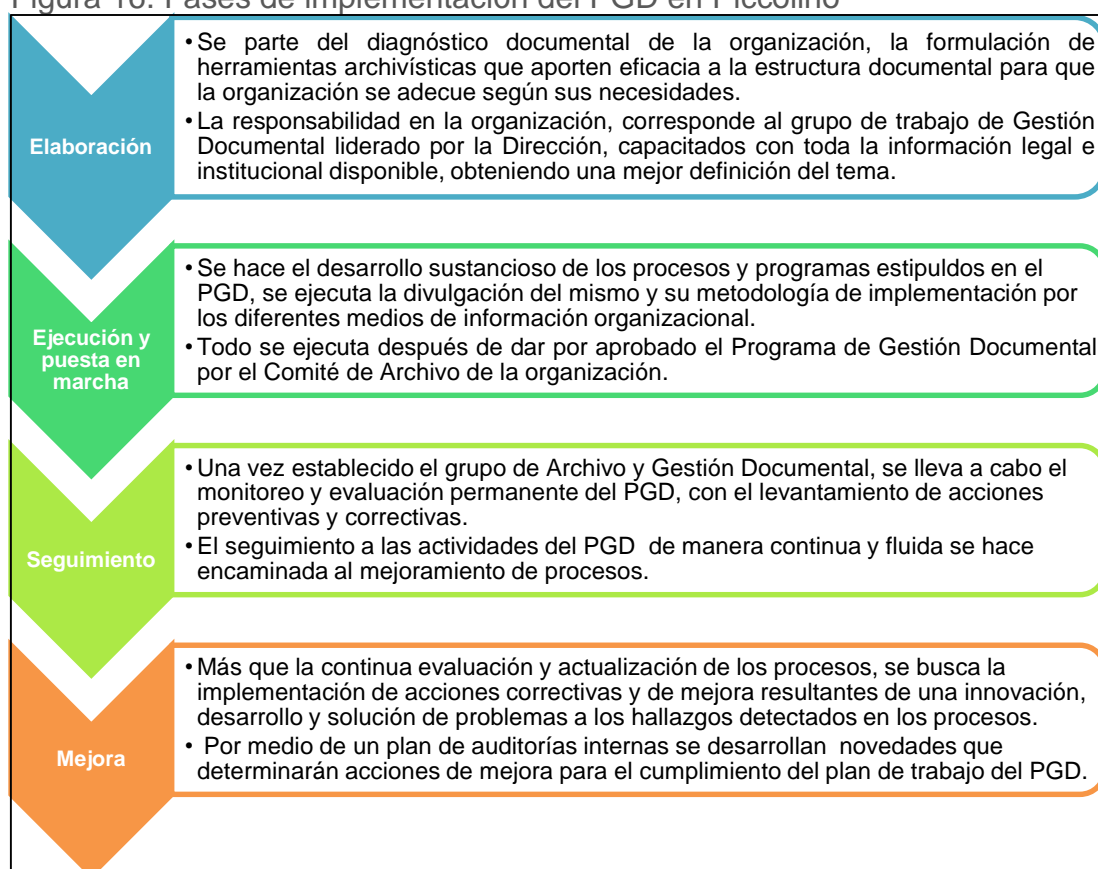 Figura 16. Fases de implementación del PGD en Piccolino
Elaboración
•Se parte del diagnóstico documental de la organización, la formulación de
herramientas archivísticas que aporten eficacia a la estructura documental para que
la organización se adecue según sus necesidades.
•La responsabilidad en la organización, corresponde al grupo de trabajo de Gestión
Documental liderado por la Dirección, capacitados con toda la información legal e
institucional disponible, obteniendo una mejor definición del tema.
Ejecución y
puesta en
marcha
•Se hace el desarrollo sustancioso de los procesos y programas estipuldos en el
PGD, se ejecuta la divulgación del mismo y su metodología de implementación por
los diferentes medios de información organizacional.
•Todo se ejecuta después de dar por aprobado el Programa de Gestión Documental
por el Comité de Archivo de la organización.
Seguimiento
•Una vez establecido el grupo de Archivo y Gestión Documental, se lleva a cabo el
monitoreo y evaluación permanente del PGD, con el levantamiento de acciones
preventivas y correctivas.
•El seguimiento a las actividades del PGD de manera continua y fluida se hace
encaminada al mejoramiento de procesos.
Mejora
•Más que la continua evaluación y actualización de los procesos, se busca la
implementación de acciones correctivas y de mejora resultantes de una innovación,
desarrollo y solución de problemas a los hallazgos detectados en los procesos.
• Por medio de un plan de auditorías internas se desarrollan novedades que
determinarán acciones de mejora para el cumplimiento del plan de trabajo del PGD.